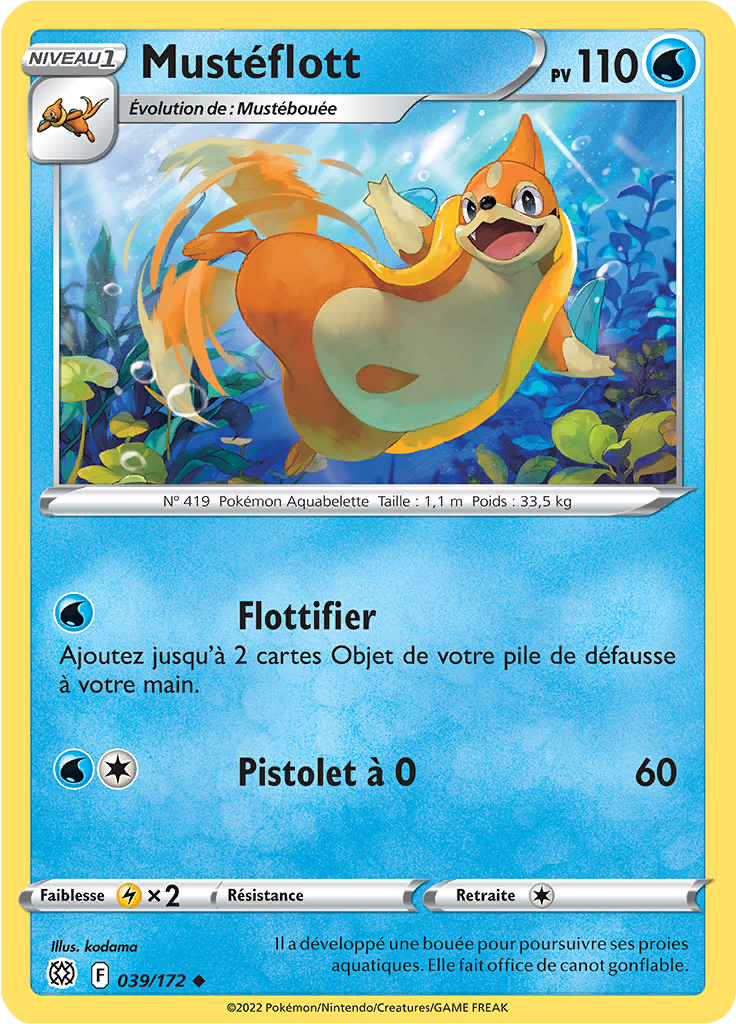 NIVEAU 1
Mustéflott
PV 110
Évolution de : Mustébouée
N° 419 Pokémon Aquabelette Taille : 1,1 m Poids : 33,5 kg
Flottifier
Ajoutez jusqu'à 2 cartes Objet de votre pile de défausse
à votre main.
Pistolet à O 60
Faiblesse ×2 Résistance Retraite
Illus. kodama
Il a développé une bouée pour poursuivre ses proies
aquatiques. Elle fait office de canot gonflable.
F 039/172
©2022 Pokémon/Nintendo/Creatures/GAME FREAK